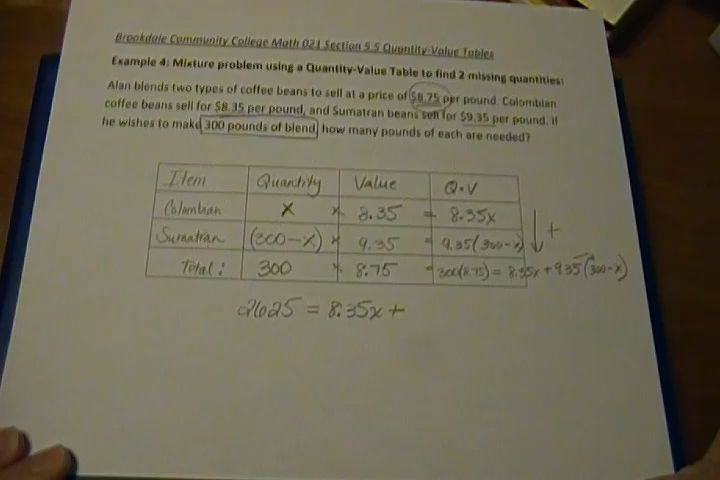 Brookdale Community College Math 021 Section 5.5 Quantity-Value Tables
Example 4: Mixture problem using a Quantity-Value Table to find 2 missing quantities:
Alan blends two types of coffee beans to sell at a price of $8.75 per pound. Colombian
coffee beans sell for $8.35 per pound, and Sumatran beans sell for $9.35 per pound. If
he wishes to make 300 pounds of blend, how many pounds of each are needed?
Item Quantity Value Q·V
Colombian x × 8.35 = 8.35x
Sumatran (300-x) × 9.35 = 9.35(300-x) +
Total: 300 × 8.75 = 300(8.75) = 8.35x + 9.35(300-x)
2625 = 8.35x +